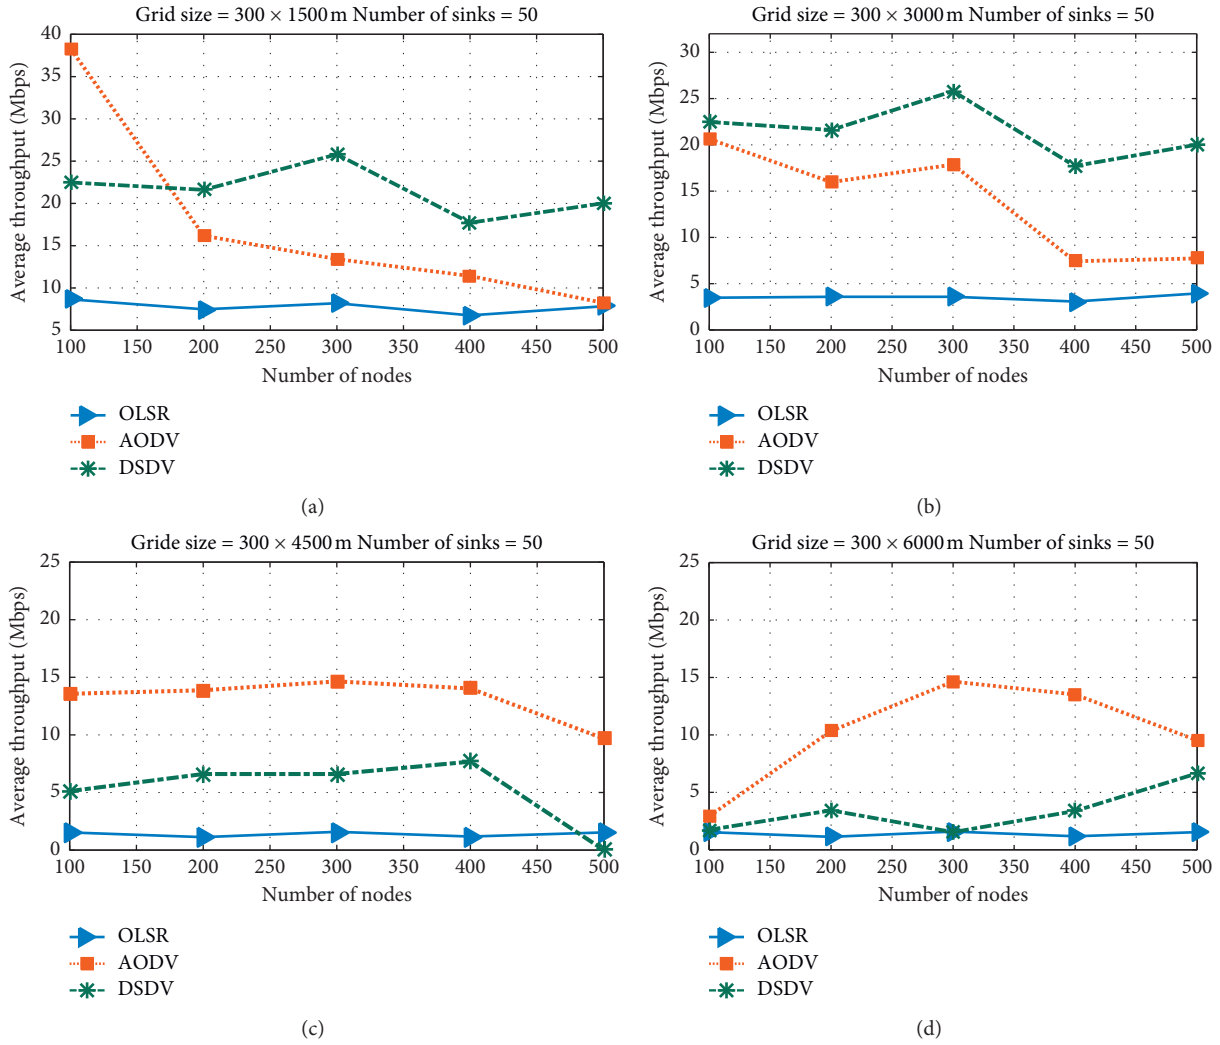 Grid size = 300 × 1500 m Number of sinks = 50
Average throughput (Mbps)
40
35
30
25
20
15
10
5
100 150 200 250 300 350 400 450 500
Number of nodes
OLSR
AODV
DSDV
(a)
Grid size = 300 × 3000 m Number of sinks = 50
Average throughput (Mbps)
30
25
20
15
10
5
0
100 150 200 250 300 350 400 450 500
Number of nodes
OLSR
AODV
DSDV
(b)
Gride size = 300 × 4500 m Number of sinks = 50
Average throughput (Mbps)
25
20
15
10
5
0
100 150 200 250 300 350 400 450 500
Number of nodes
OLSR
AODV
DSDV
(c)
Grid size = 300 × 6000 m Number of sinks = 50
Average throughput (Mbps)
25
20
15
10
5
0
100 150 200 250 300 350 400 450 500
Number of nodes
OLSR
AODV
DSDV
(d)